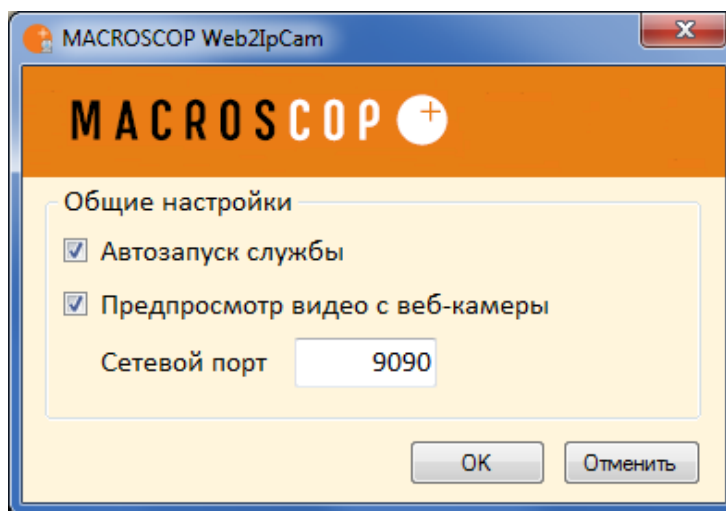 MACROSCOP Web2IpCam
MACROSCOP
Общие настройки
Автозапуск службы
Предпросмотр видео с веб-камеры
Сетевой порт 9090
OK Отменить